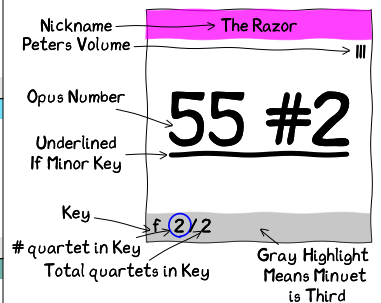 Nickname
The Razor
Peters Volume
III
Opus Number
55 #2
Underlined
If Minor Key
Key
f 2/2
# quartet in Key
Total quartets in Key
Gray Highlight
Means Minuet
is Third